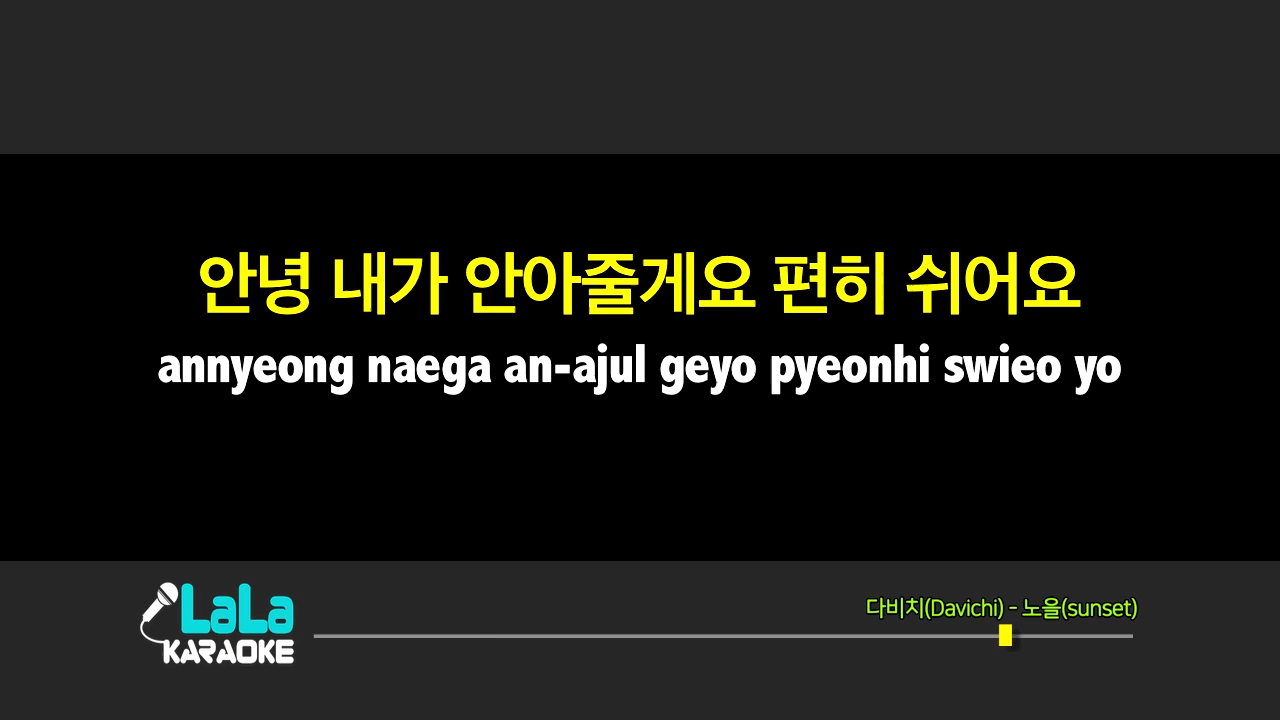 안녕 내가 안아줄게요 편히 쉬어요
annyeong naega an-ajul geyo pyeonhi swieo yo
다비치(Davichi) - 노을(sunset)
LaLa
KARAOKE